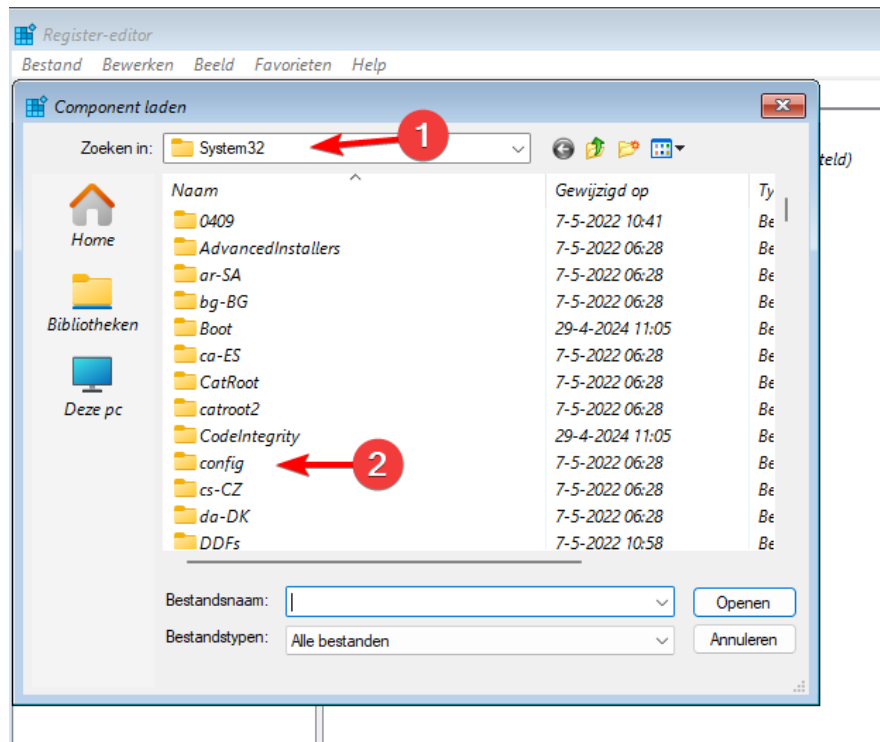 Register-editor
Bestand Bewerken Beeld Favorieten Help
Component laden
Zoeken in: System32 1
teld)
Naam Gewijzigd op Ty
0409 7-5-2022 10:41 Be
AdvancedInstallers 7-5-2022 06:28 Be
ar-SA 7-5-2022 06:28 Be
bg-BG 7-5-2022 06:28 Be
Boot 29-4-2024 11:05 Be
ca-ES 7-5-2022 06:28 Be
CatRoot 7-5-2022 06:28 Be
catroot2 7-5-2022 06:28 Be
CodeIntegrity 29-4-2024 11:05 Be
config 2 7-5-2022 06:28 Be
cs-CZ 7-5-2022 06:28 Be
da-DK 7-5-2022 06:28 Be
DDFs 7-5-2022 10:58 Be
Home
Bibliotheken
Deze pc
Bestandsnaam: Openen
Bestandstypen: Alle bestanden Annuleren